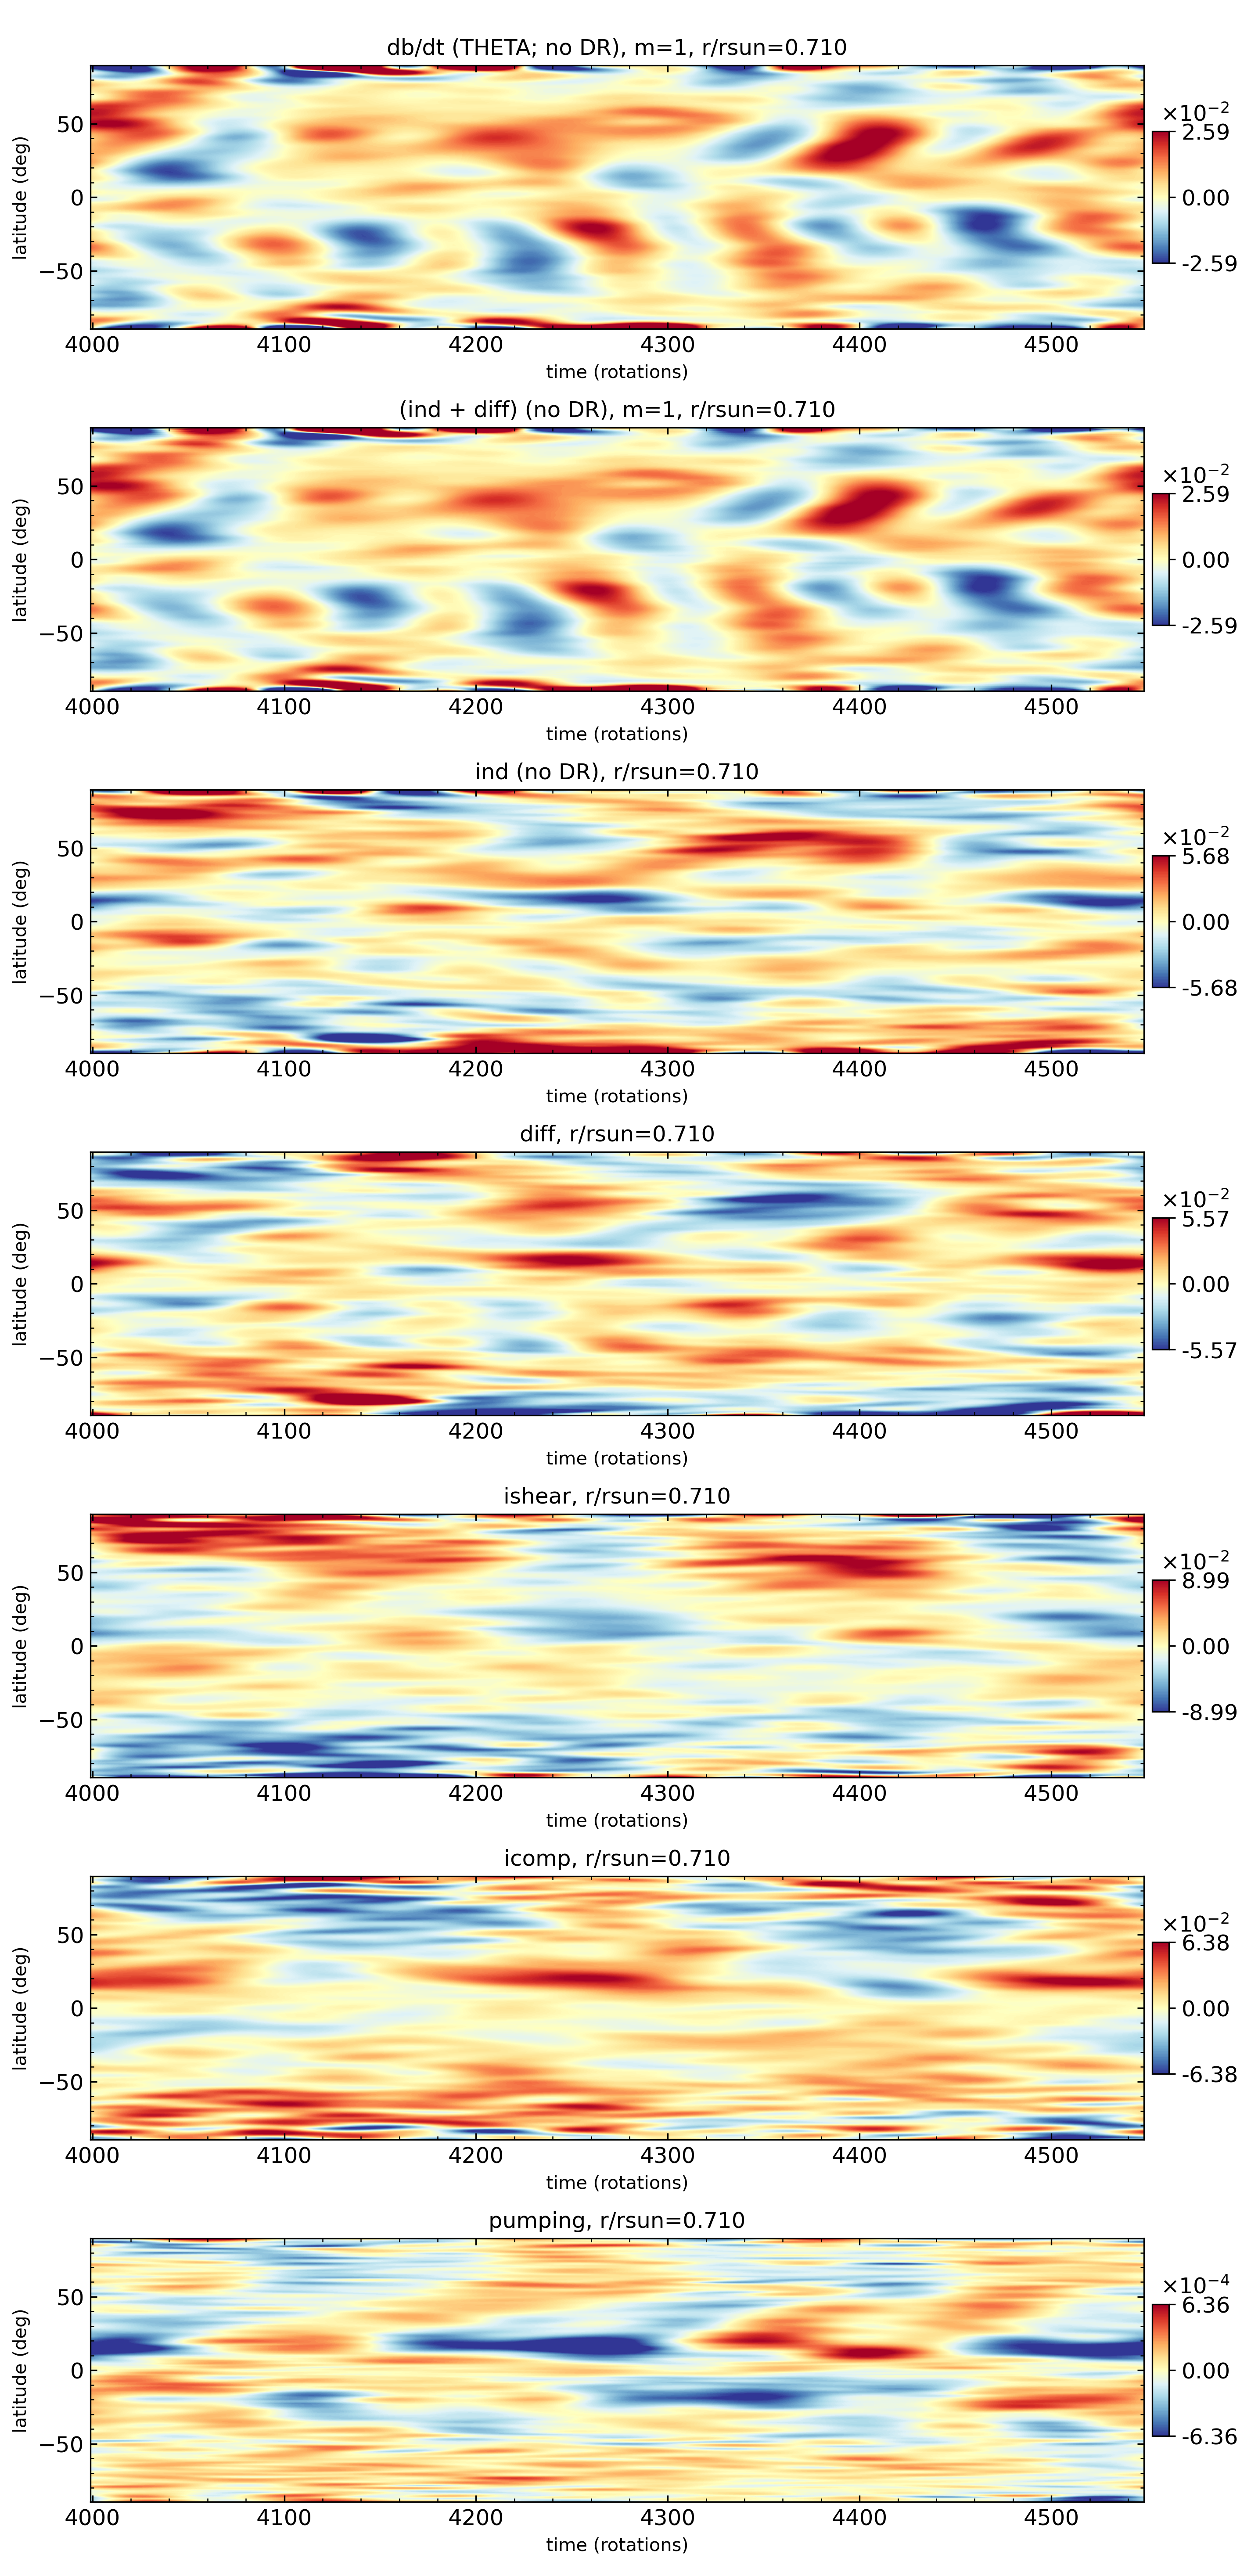 db/dt (THETA; no DR), m=1, r/rsun=0.710
×10⁻²
2.59
0.00
-2.59
latitude (deg)
50
0
−50
4000 4100 4200 4300 4400 4500
time (rotations)
(ind + diff) (no DR), m=1, r/rsun=0.710
×10⁻²
2.59
0.00
-2.59
latitude (deg)
50
0
−50
4000 4100 4200 4300 4400 4500
time (rotations)
ind (no DR), r/rsun=0.710
×10⁻²
5.68
0.00
-5.68
latitude (deg)
50
0
−50
4000 4100 4200 4300 4400 4500
time (rotations)
diff, r/rsun=0.710
×10⁻²
5.57
0.00
-5.57
latitude (deg)
50
0
−50
4000 4100 4200 4300 4400 4500
time (rotations)
ishear, r/rsun=0.710
×10⁻²
8.99
0.00
-8.99
latitude (deg)
50
0
−50
4000 4100 4200 4300 4400 4500
time (rotations)
icomp, r/rsun=0.710
×10⁻²
6.38
0.00
-6.38
latitude (deg)
50
0
−50
4000 4100 4200 4300 4400 4500
time (rotations)
pumping, r/rsun=0.710
×10⁻⁴
6.36
0.00
-6.36
latitude (deg)
50
0
−50
4000 4100 4200 4300 4400 4500
time (rotations)